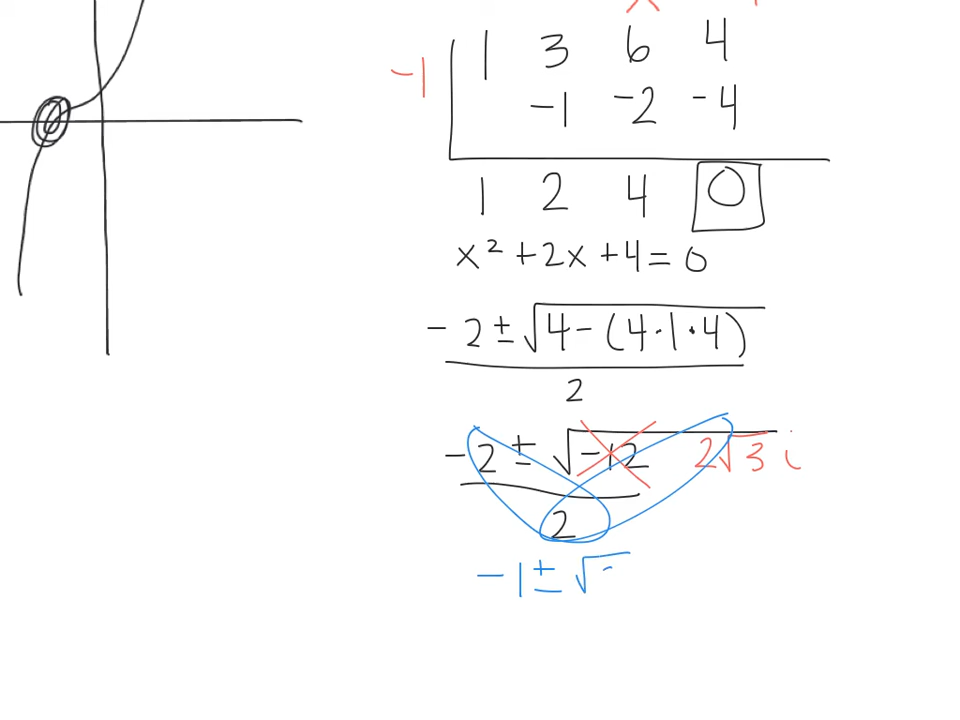 -1 1 3 6 4
-1 -2 -4
1 2 4 0
x² + 2x + 4 = 0
-2 ± √4 - (4·1·4)
2
-2 ± √-12 2√3 i
2
-1 ± √